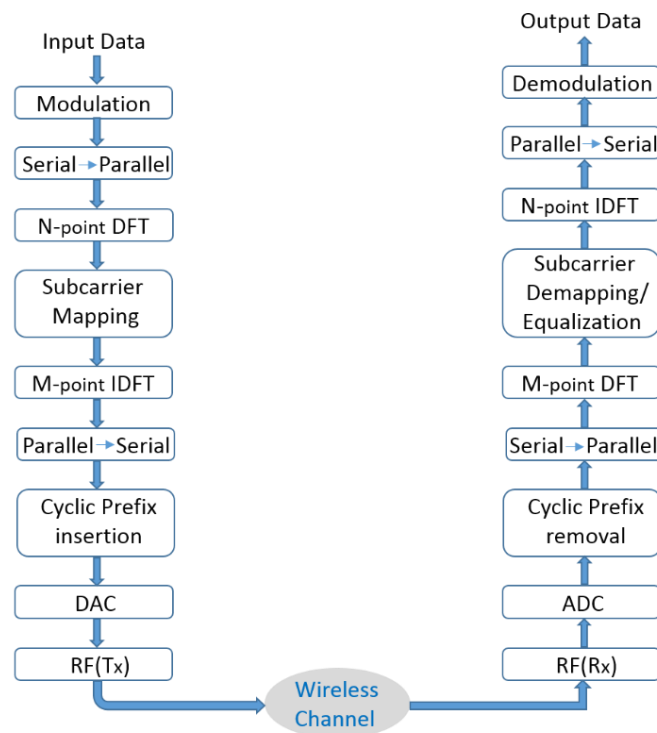 Input Data
Modulation
Serial→Parallel
N-point DFT
Subcarrier
Mapping
M-point IDFT
Parallel→Serial
Cyclic Prefix
insertion
DAC
RF(Tx)
Wireless
Channel
Output Data
Demodulation
Parallel→Serial
N-point IDFT
Subcarrier
Demapping/
Equalization
M-point DFT
Serial→Parallel
Cyclic Prefix
removal
ADC
RF(Rx)